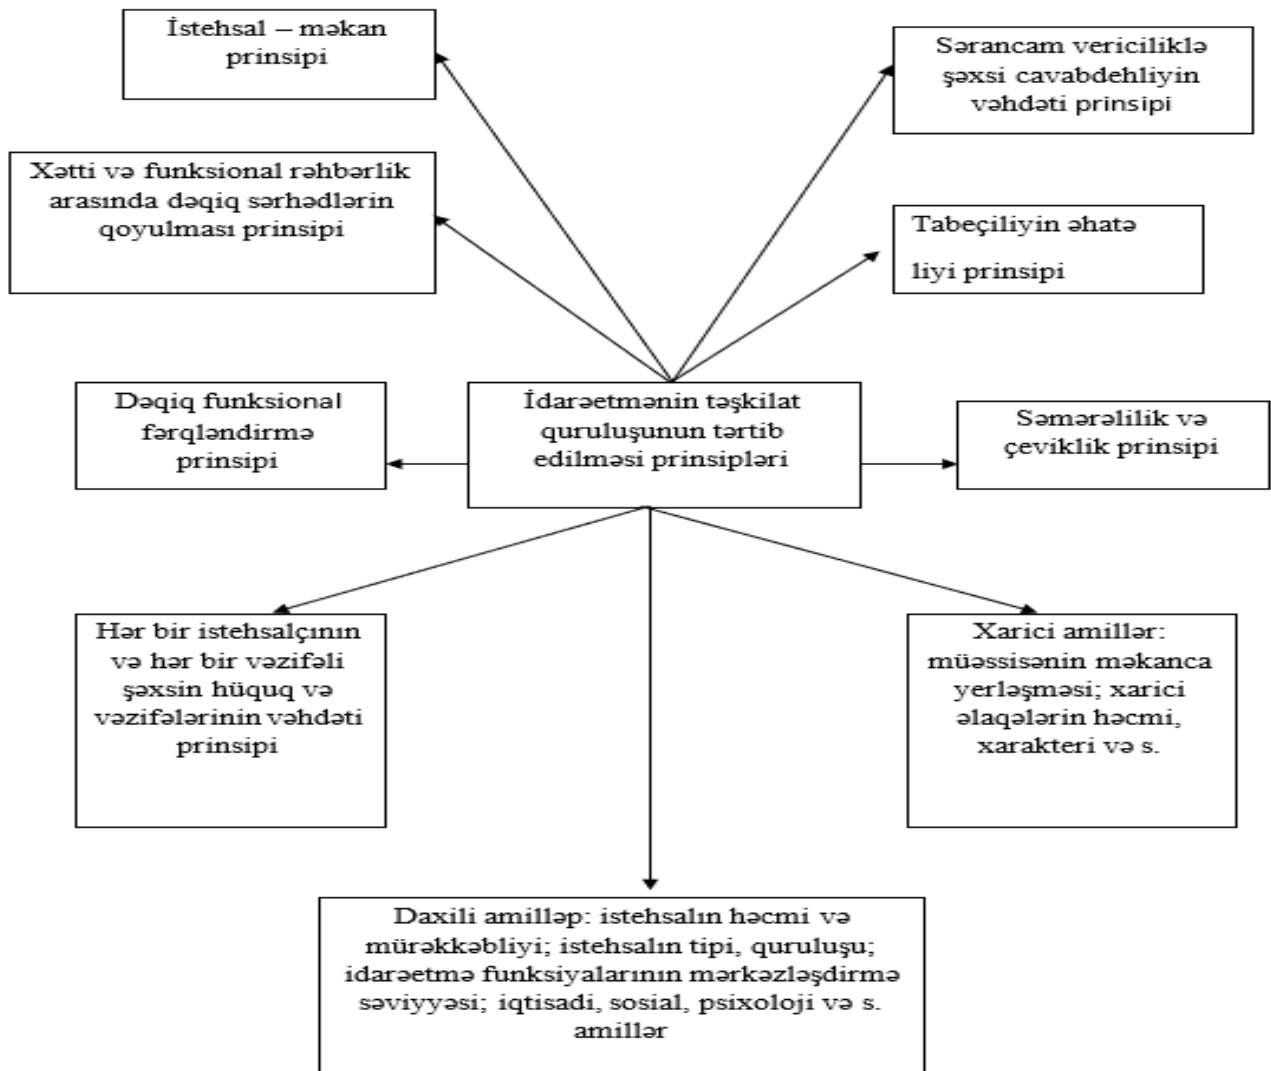 İstehsal – məkan
prinsipi
Sərancam vericiliklə
şəxsi cavabdehliyin
vəhdəti prinsipi
Xətti və funksional rəhbərlik
arasında dəqiq sərhədlərin
qoyulması prinsipi
Tabeçiliyin əhatə
liyi prinsipi
Dəqiq funksional
fərqləndirmə
prinsipi
İdarəetmənin təşkilat
quruluşunun tərtib
edilməsi prinsipləri
Səmərəlilik və
çeviklik prinsipi
Hər bir istehsalçının
və hər bir vəzifəli
şəxsin hüquq və
vəzifələrinin vəhdəti
prinsipi
Xarici amillər:
müəssisənin məkanca
yerləşməsi; xarici
əlaqələrin həcmi,
xarakteri və s.
Daxili amilləp: istehsalın həcmi və
mürəkkəbliyi; istehsalın tipi, quruluşu;
idarəetmə funksiyalarının mərkəzləşdirmə
səviyyəsi; iqtisadi, sosial, psixoloji və s.
amillər